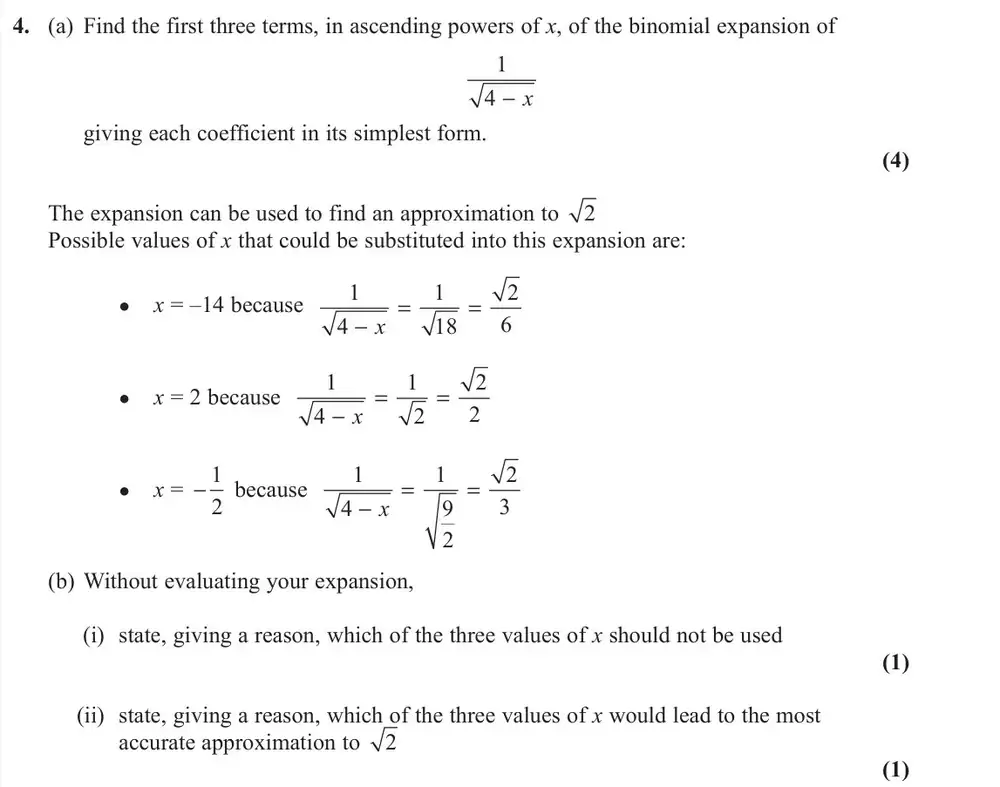 4. (a) Find the first three terms, in ascending powers of x, of the binomial expansion of
1/√(4 – x)
giving each coefficient in its simplest form.
(4)
The expansion can be used to find an approximation to √2
Possible values of x that could be substituted into this expansion are:
• x = –14 because 1/√(4 – x) = 1/√18 = √2/6
• x = 2 because 1/√(4 – x) = 1/√2 = √2/2
• x = –1/2 because 1/√(4 – x) = 1/√(9/2) = √2/3
(b) Without evaluating your expansion,
(i) state, giving a reason, which of the three values of x should not be used
(1)
(ii) state, giving a reason, which of the three values of x would lead to the most
accurate approximation to √2
(1)